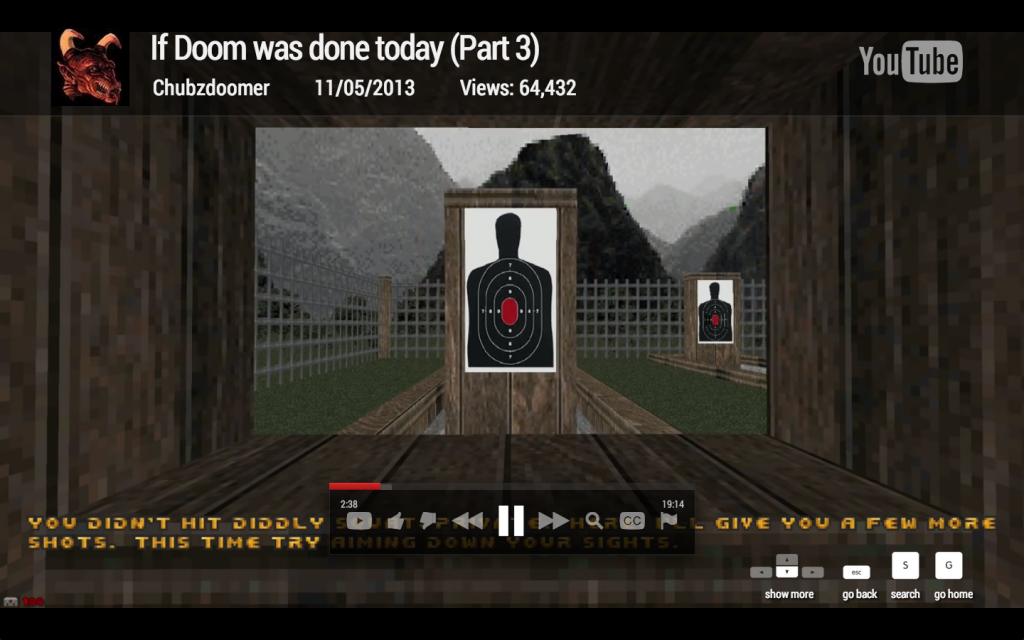 If Doom was done today (Part 3)
YouTube
Chubzdoomer 11/05/2013 Views: 64,432
2:38 19:14
CC
YOU DIDN'T HIT DIDDLY GIVE YOU A FEW MORE
SHOTS. THIS TIME TRY AIMING DOWN YOUR SIGHTS.
esc S G
show more go back search go home